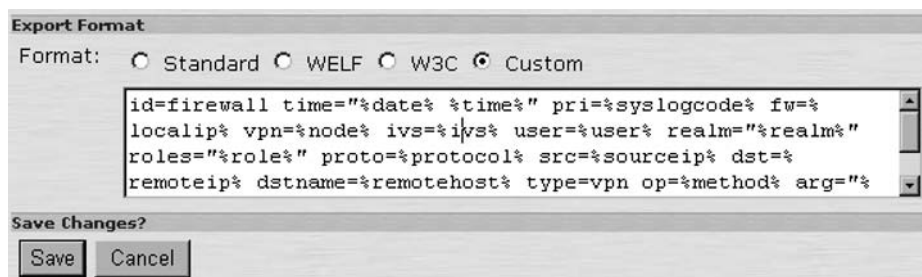 Export Format
Format: Standard WELF W3C Custom
id=firewall time="%date% %time%" pri=%syslogcode% fw=%
localip% vpn=%node% ivs=%ivs% user=%user% realm="%realm%"
roles="%role%" proto=%protocol% src=%sourceip% dst=%
remoteip% dstname=%remotehost% type=vpn op=%method% arg="%
Save Changes?
Save Cancel